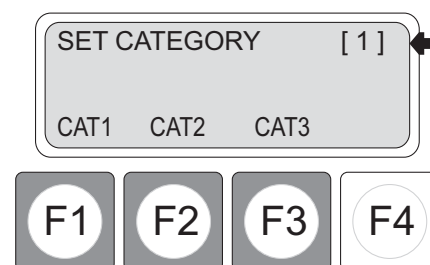 SET CATEGORY [ 1 ]
CAT1 CAT2 CAT3
F1 F2 F3 F4